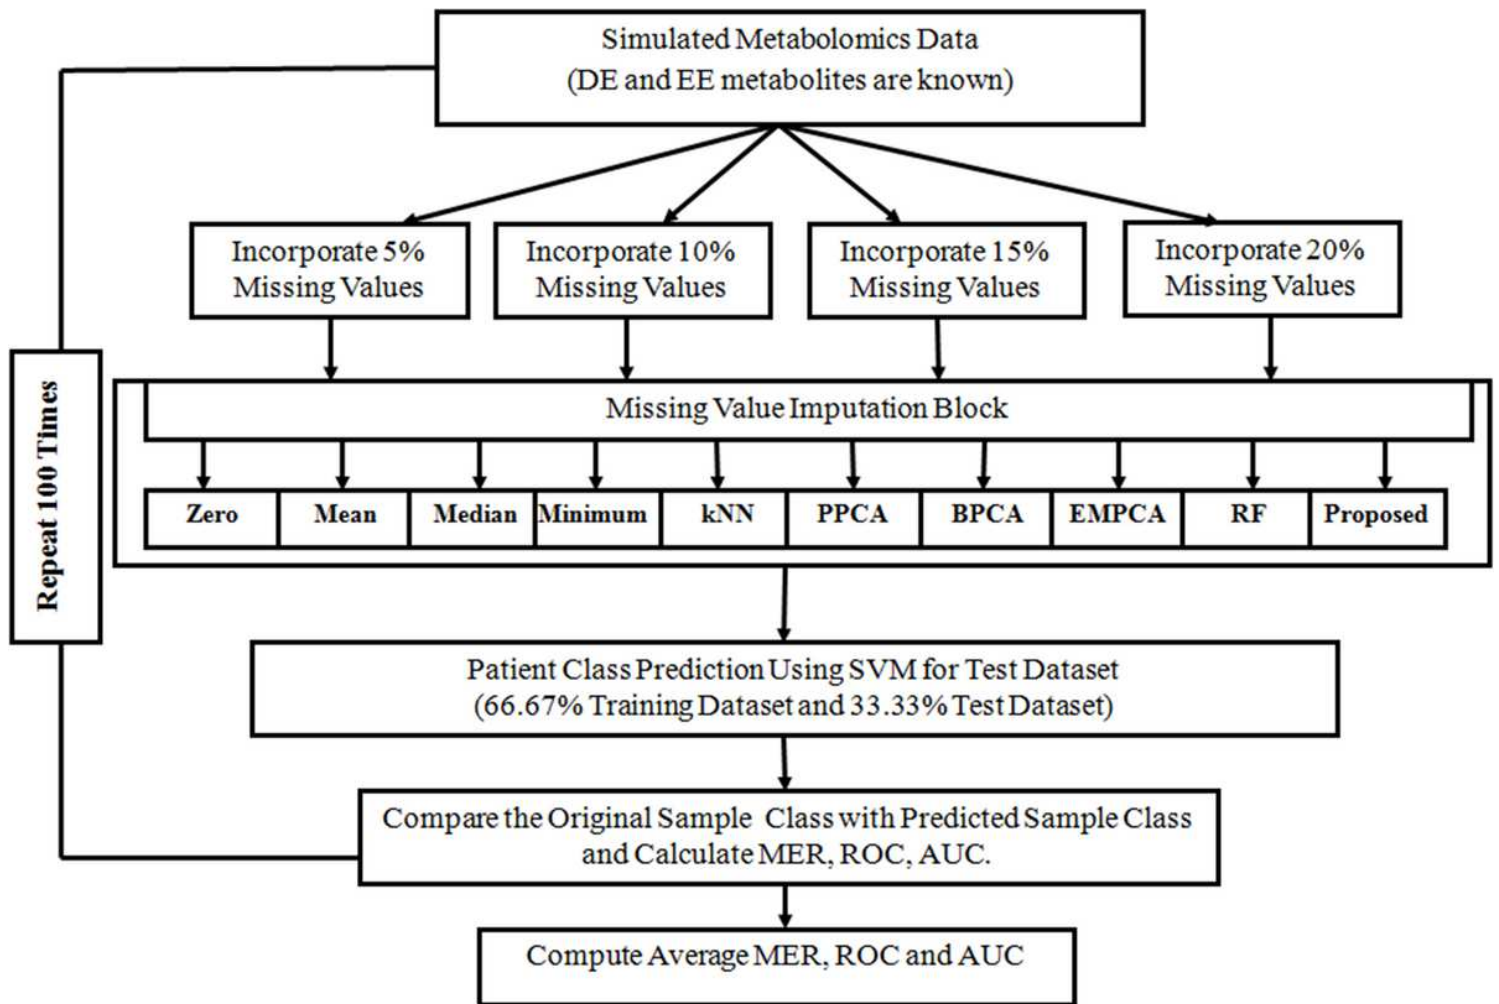 Simulated Metabolomics Data
(DE and EE metabolites are known)
Incorporate 5%
Missing Values
Incorporate 10%
Missing Values
Incorporate 15%
Missing Values
Incorporate 20%
Missing Values
Repeat 100 Times
Missing Value Imputation Block
Zero
Mean
Median
Minimum
kNN
PPCA
BPCA
EMPCA
RF
Proposed
Patient Class Prediction Using SVM for Test Dataset
(66.67% Training Dataset and 33.33% Test Dataset)
Compare the Original Sample Class with Predicted Sample Class
and Calculate MER, ROC, AUC.
Compute Average MER, ROC and AUC